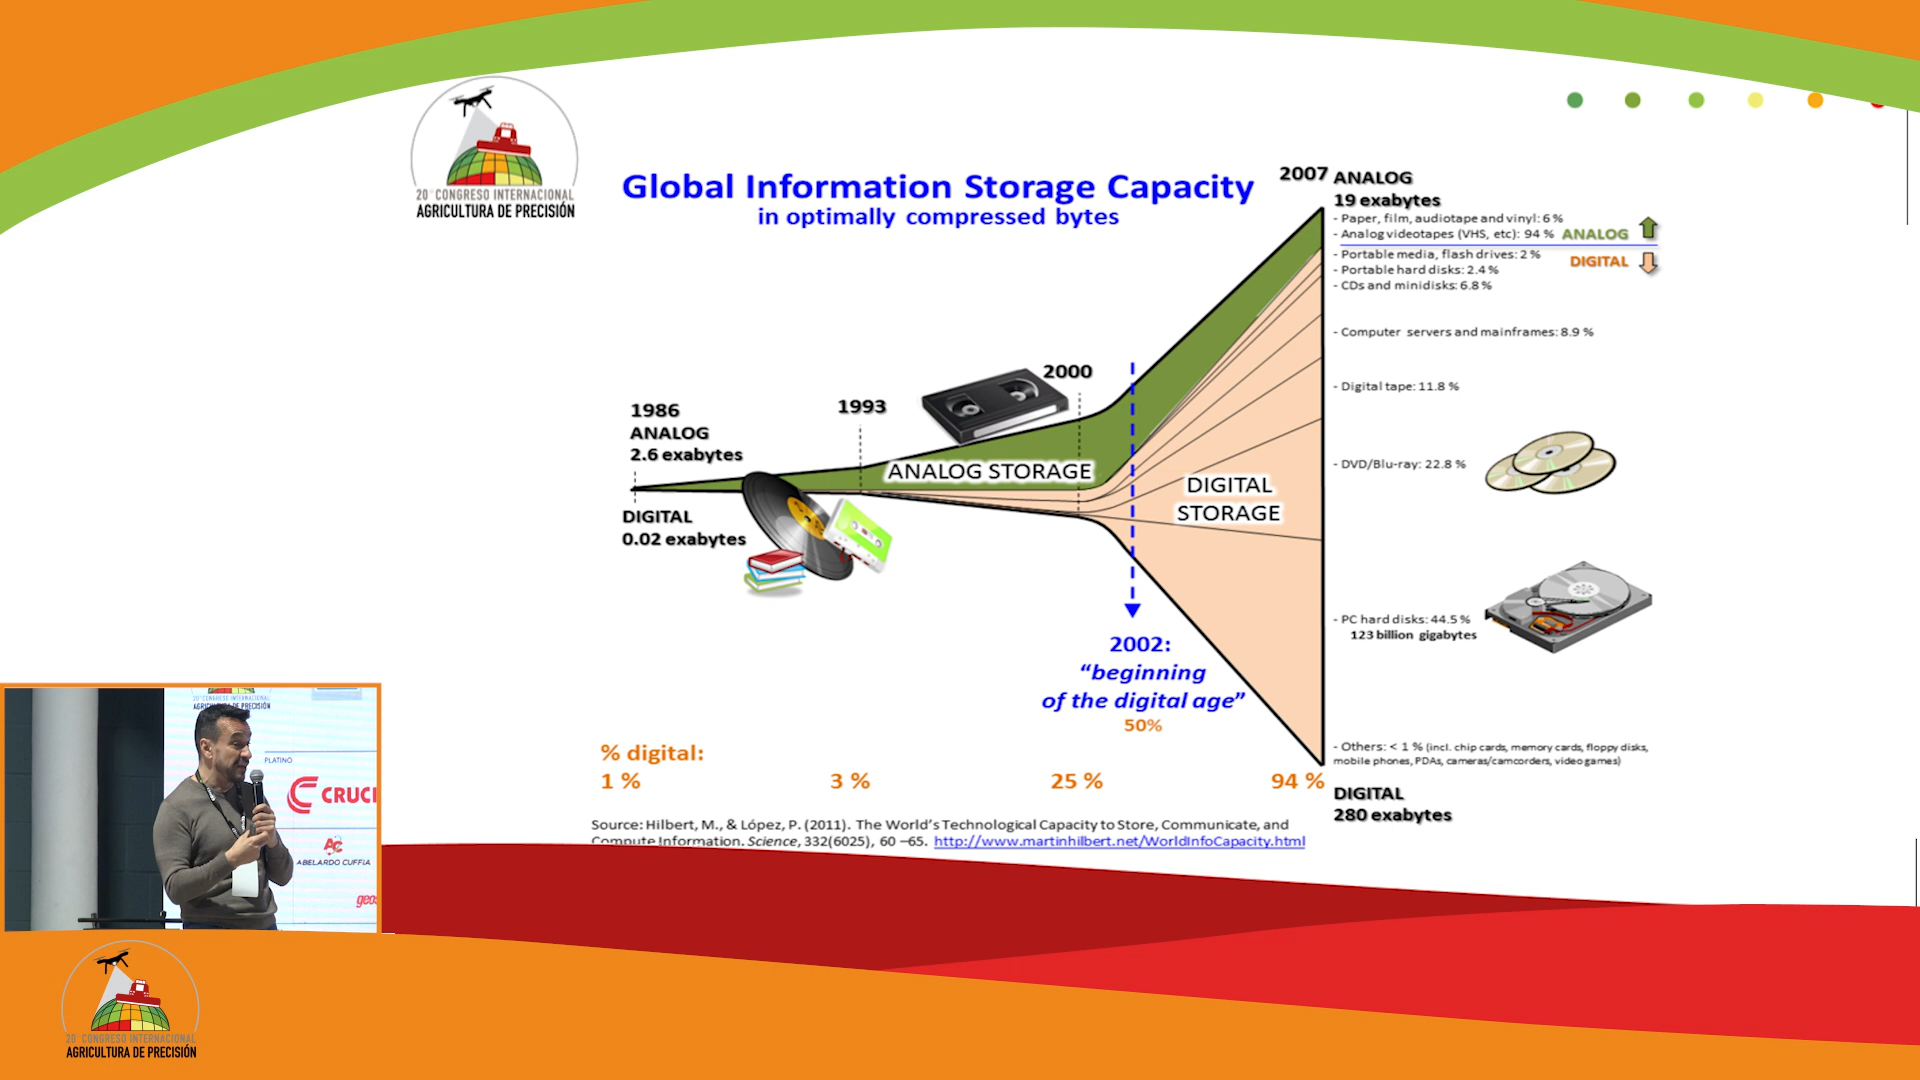 20° CONGRESO INTERNACIONAL
AGRICULTURA DE PRECISIÓN
Global Information Storage Capacity
in optimally compressed bytes
2007
ANALOG
19 exabytes
- Paper, film, audiotape and vinyl: 6 %
- Analog videotapes (VHS, etc): 94 %
ANALOG
- Portable media, flash drives: 2 %
DIGITAL
- Portable hard disks: 2.4 %
- CDs and minidisks: 6.8 %
- Computer servers and mainframes: 8.9 %
- Digital tape: 11.8 %
- DVD/Blu-ray: 22.8 %
- PC hard disks: 44.5 %
123 billion gigabytes
- Others: < 1 % (incl. chip cards, memory cards, floppy disks,
mobile phones, PDAs, cameras/camcorders, video games)
DIGITAL
280 exabytes
1986
ANALOG
2.6 exabytes
DIGITAL
0.02 exabytes
1993
2000
ANALOG STORAGE
DIGITAL
STORAGE
2002:
“beginning
of the digital age”
50%
% digital:
1 %
3 %
25 %
94 %
Source: Hilbert, M., & López, P. (2011). The World’s Technological Capacity to Store, Communicate, and
Compute Information. Science, 332(6025), 60 –65. http://www.martinhilbert.net/WorldInfoCapacity.html
20° CONGRESO INTERNACIONAL
PLATINO
CRUCI
AC
ABELARDO CUFFIA
geos
20° CONGRESO INTERNACIONAL
AGRICULTURA DE PRECISIÓN